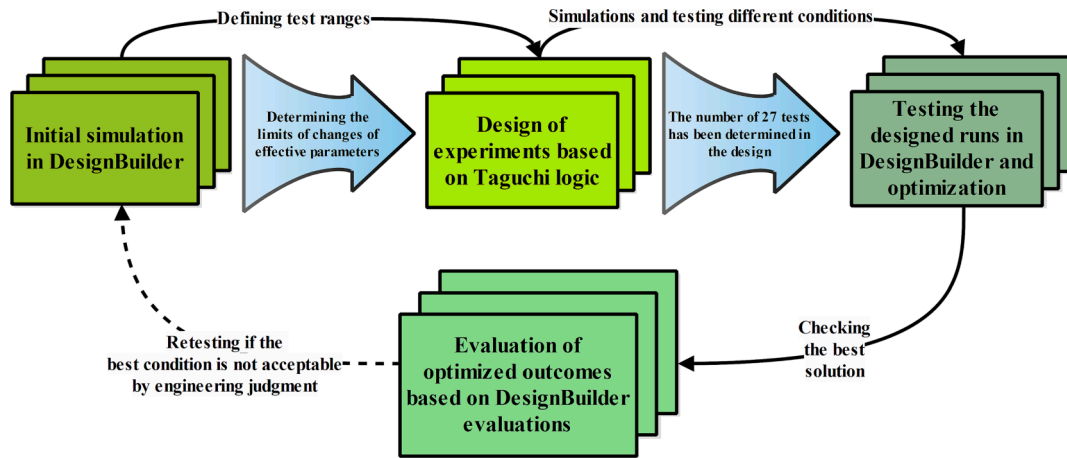 Defining test ranges
Simulations and testing different conditions
Initial simulation
in DesignBuilder
Determining the
limits of changes of
effective parameters
Design of
experiments based
on Taguchi logic
The number of 27 tests
has been determined in
the design
Testing the
designed runs in
DesignBuilder and
optimization
Checking
the best
solution
Evaluation of
optimized outcomes
based on DesignBuilder
evaluations
Retesting if the
best condition is not acceptable
by engineering judgment